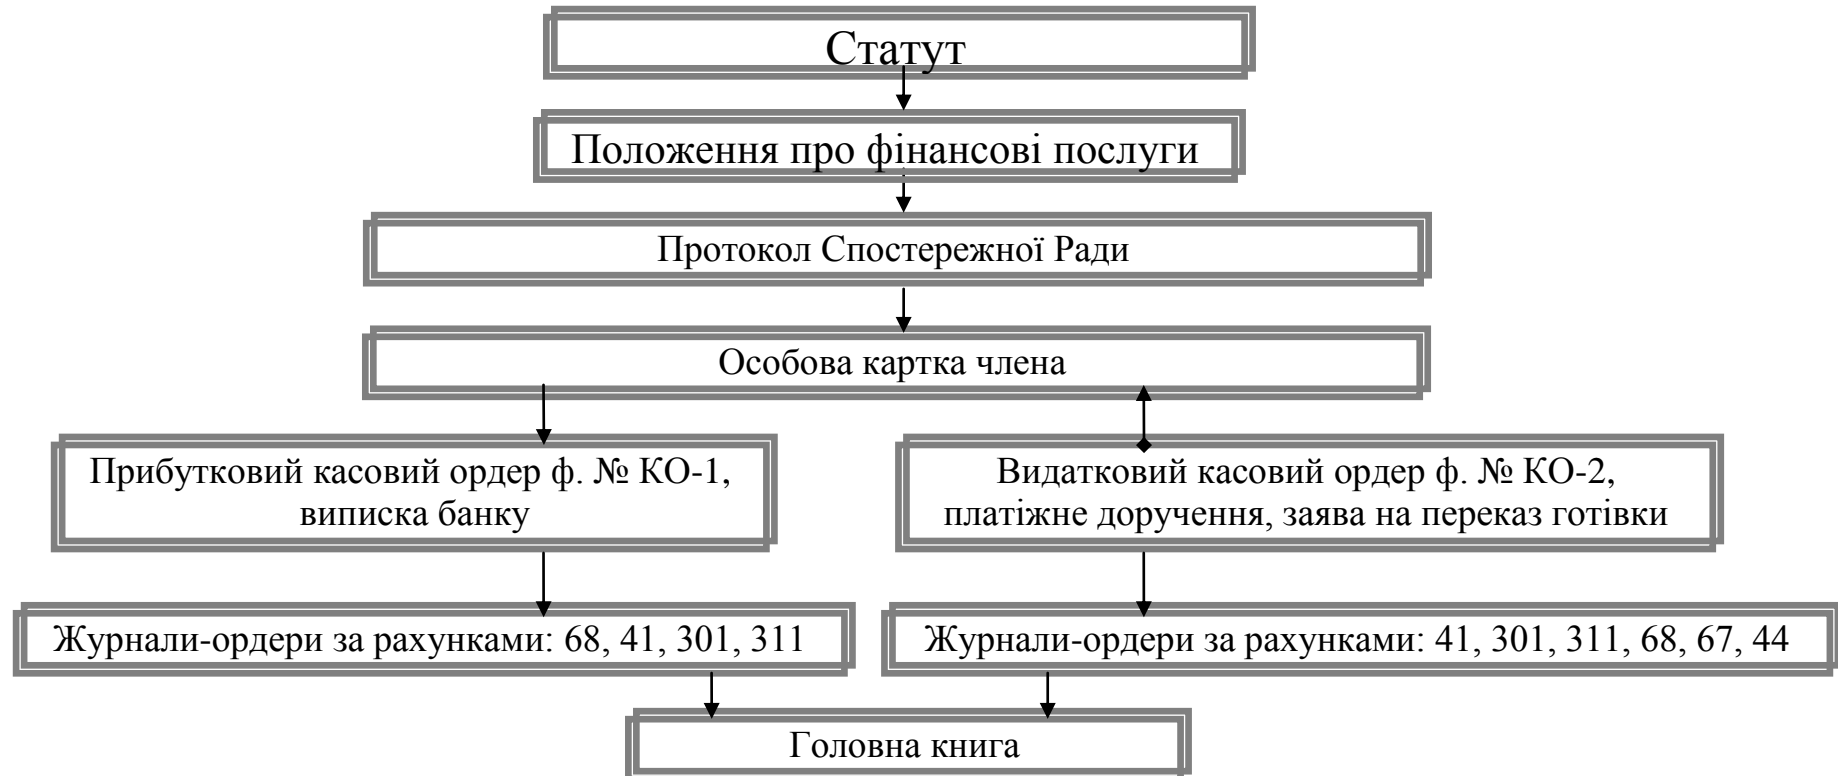 Статут
Положення про фінансові послуги
Протокол Спостережної Ради
Особова картка члена
Прибутковий касовий ордер ф. № КО-1,
виписка банку
Видатковий касовий ордер ф. № КО-2,
платіжне доручення, заява на переказ готівки
Журнали-ордери за рахунками: 68, 41, 301, 311
Журнали-ордери за рахунками: 41, 301, 311, 68, 67, 44
Головна книга